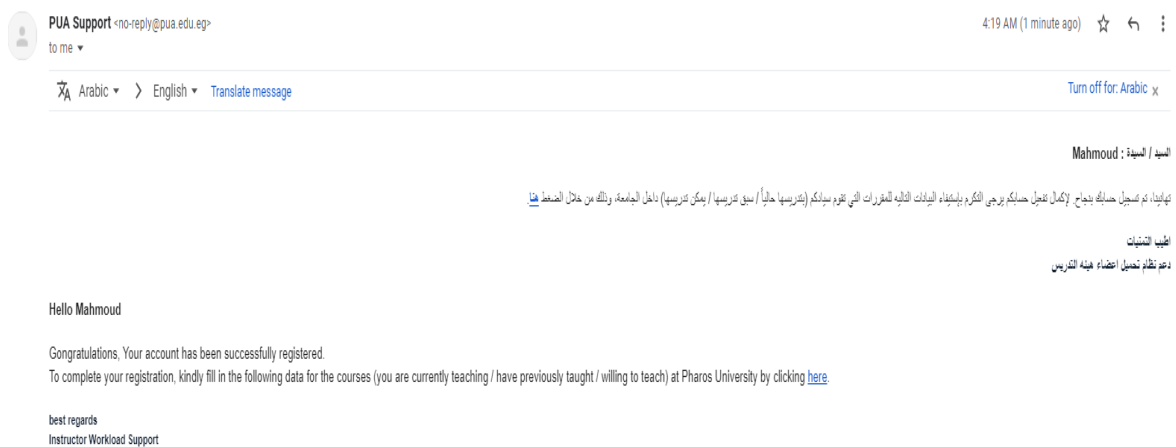 PUA Support <no-reply@pua.edu.eg>
4:19 AM (1 minute ago)
to me
Arabic > English Translate message
Turn off for: Arabic x
السيد / السيدة : Mahmoud
تهانينا، تم تسجيل حسابك بنجاح. لإكمال تفعيل حسابكم يرجى التكرم بإستيفاء البيانات التاليه للمقررات التي تقوم سيادكم (بتدريسها حالياً / سبق تدريسها / يمكن تدريسها) داخل الجامعة، وذلك من خلال الضغط هنا.
اطيب التمنيات
دعم نظام تحميل اعضاء هيئه التدريس
Hello Mahmoud
Gongratulations, Your account has been successfully registered.
To complete your registration, kindly fill in the following data for the courses (you are currently teaching / have previously taught / willing to teach) at Pharos University by clicking here.
best regards
Instructor Workload Support